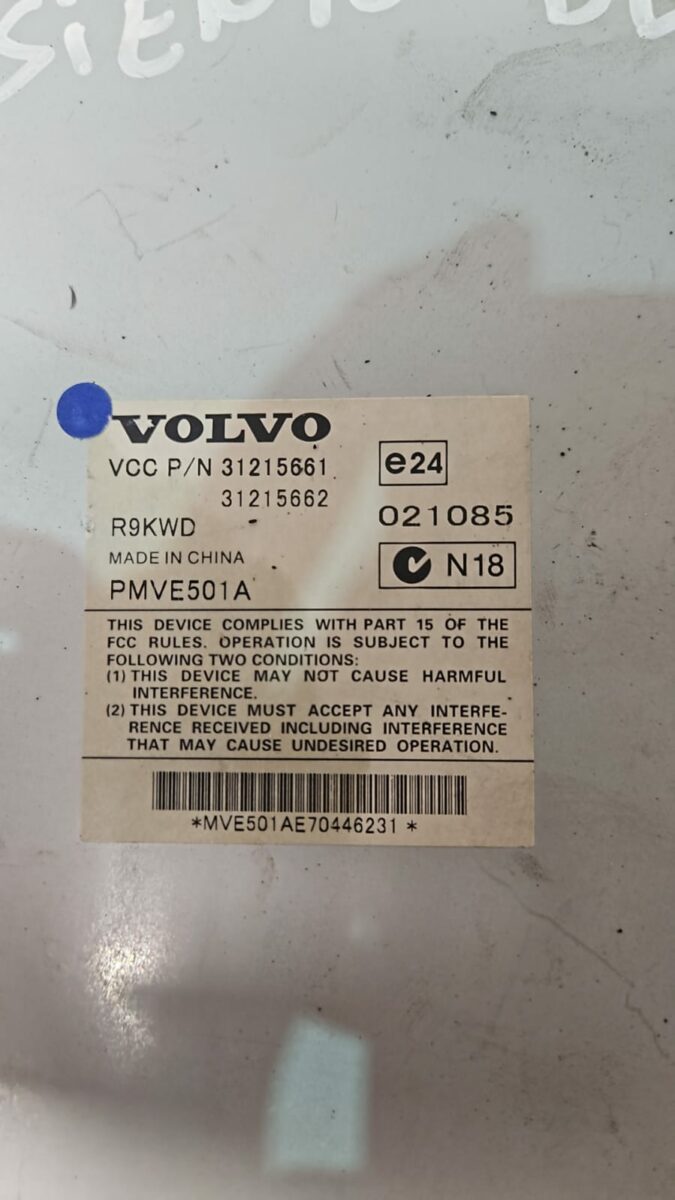 VOLVO
VCC P/N 31215661
31215662
e24
R9KWD
021085
MADE IN CHINA
N18
PMVE501A
THIS DEVICE COMPLIES WITH PART 15 OF THE
FCC RULES. OPERATION IS SUBJECT TO THE
FOLLOWING TWO CONDITIONS:
(1) THIS DEVICE MAY NOT CAUSE HARMFUL
INTERFERENCE.
(2) THIS DEVICE MUST ACCEPT ANY INTERFE-
RENCE RECEIVED INCLUDING INTERFERENCE
THAT MAY CAUSE UNDESIRED OPERATION.
*MVE501AE70446231 *